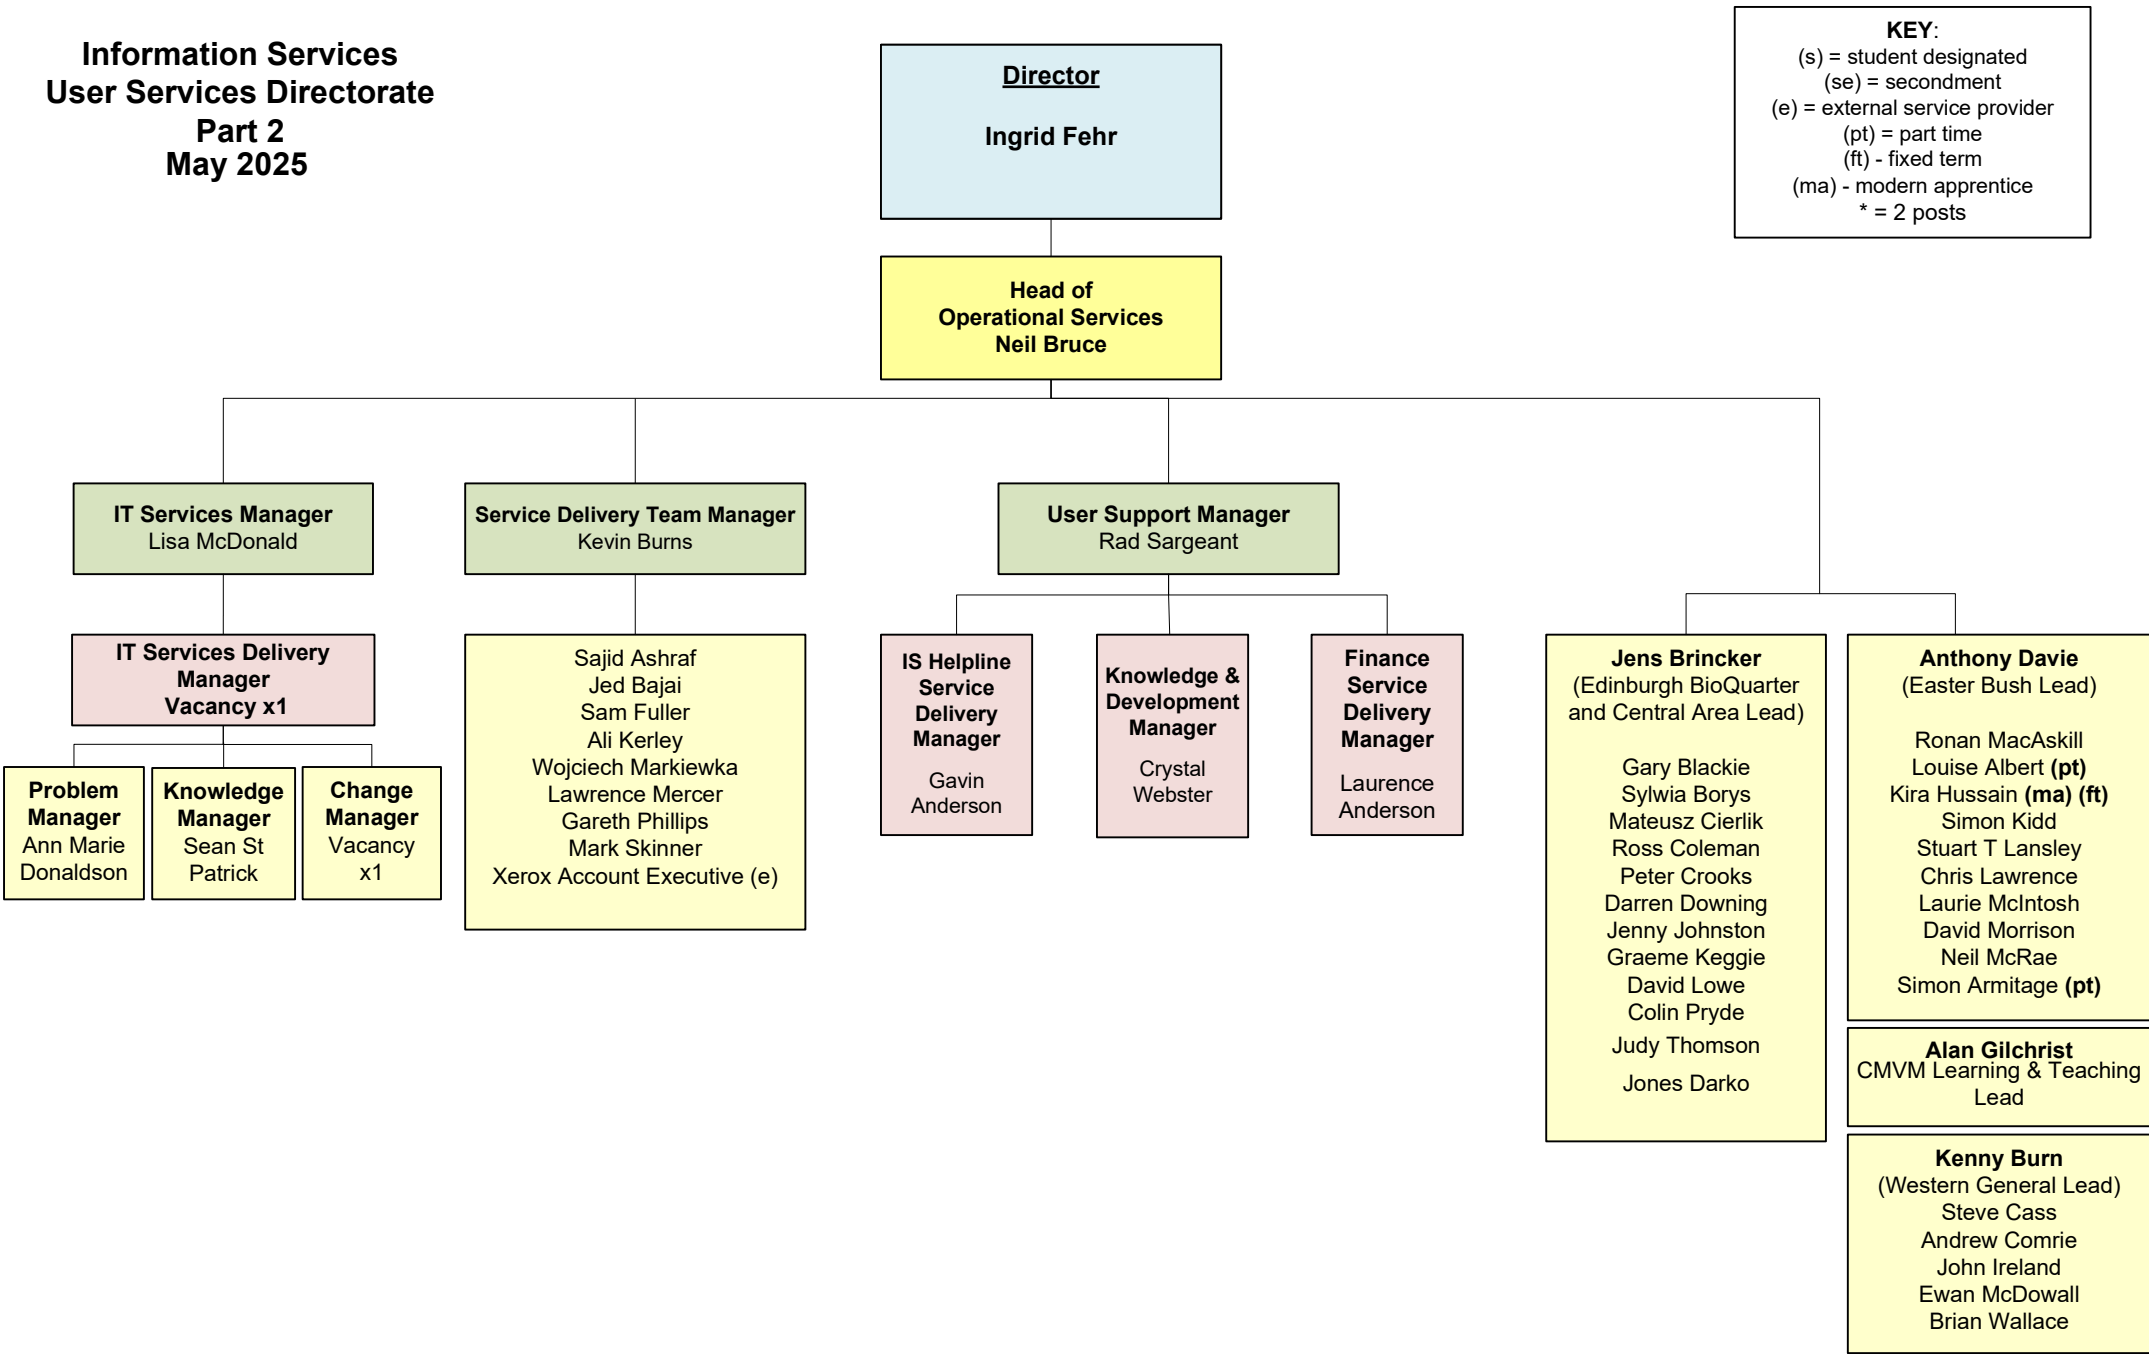 Information Services
User Services Directorate
Part 2
May 2025
Director
Ingrid Fehr
KEY:
(s) = student designated
(se) = secondment
(e) = external service provider
(pt) = part time
(ft) - fixed term
(ma) - modern apprentice
* = 2 posts
Head of
Operational Services
Neil Bruce
IT Services Manager
Lisa McDonald
Service Delivery Team Manager
Kevin Burns
User Support Manager
Rad Sargeant
IT Services Delivery
Manager
Vacancy x1
Problem
Manager
Ann Marie
Donaldson
Knowledge
Manager
Sean St
Patrick
Change
Manager
Vacancy
x1
Sajid Ashraf
Jed Bajai
Sam Fuller
Ali Kerley
Wojciech Markiewka
Lawrence Mercer
Gareth Phillips
Mark Skinner
Xerox Account Executive (e)
IS Helpline
Service
Delivery
Manager
Gavin
Anderson
Knowledge &
Development
Manager
Crystal
Webster
Finance
Service
Delivery
Manager
Laurence
Anderson
Jens Brincker
(Edinburgh BioQuarter
and Central Area Lead)
Gary Blackie
Sylwia Borys
Mateusz Cierlik
Ross Coleman
Peter Crooks
Darren Downing
Jenny Johnston
Graeme Keggie
David Lowe
Colin Pryde
Judy Thomson
Jones Darko
Anthony Davie
(Easter Bush Lead)
Ronan MacAskill
Louise Albert (pt)
Kira Hussain (ma) (ft)
Simon Kidd
Stuart T Lansley
Chris Lawrence
Laurie McIntosh
David Morrison
Neil McRae
Simon Armitage (pt)
Alan Gilchrist
CMVM Learning & Teaching
Lead
Kenny Burn
(Western General Lead)
Steve Cass
Andrew Comrie
John Ireland
Ewan McDowall
Brian Wallace